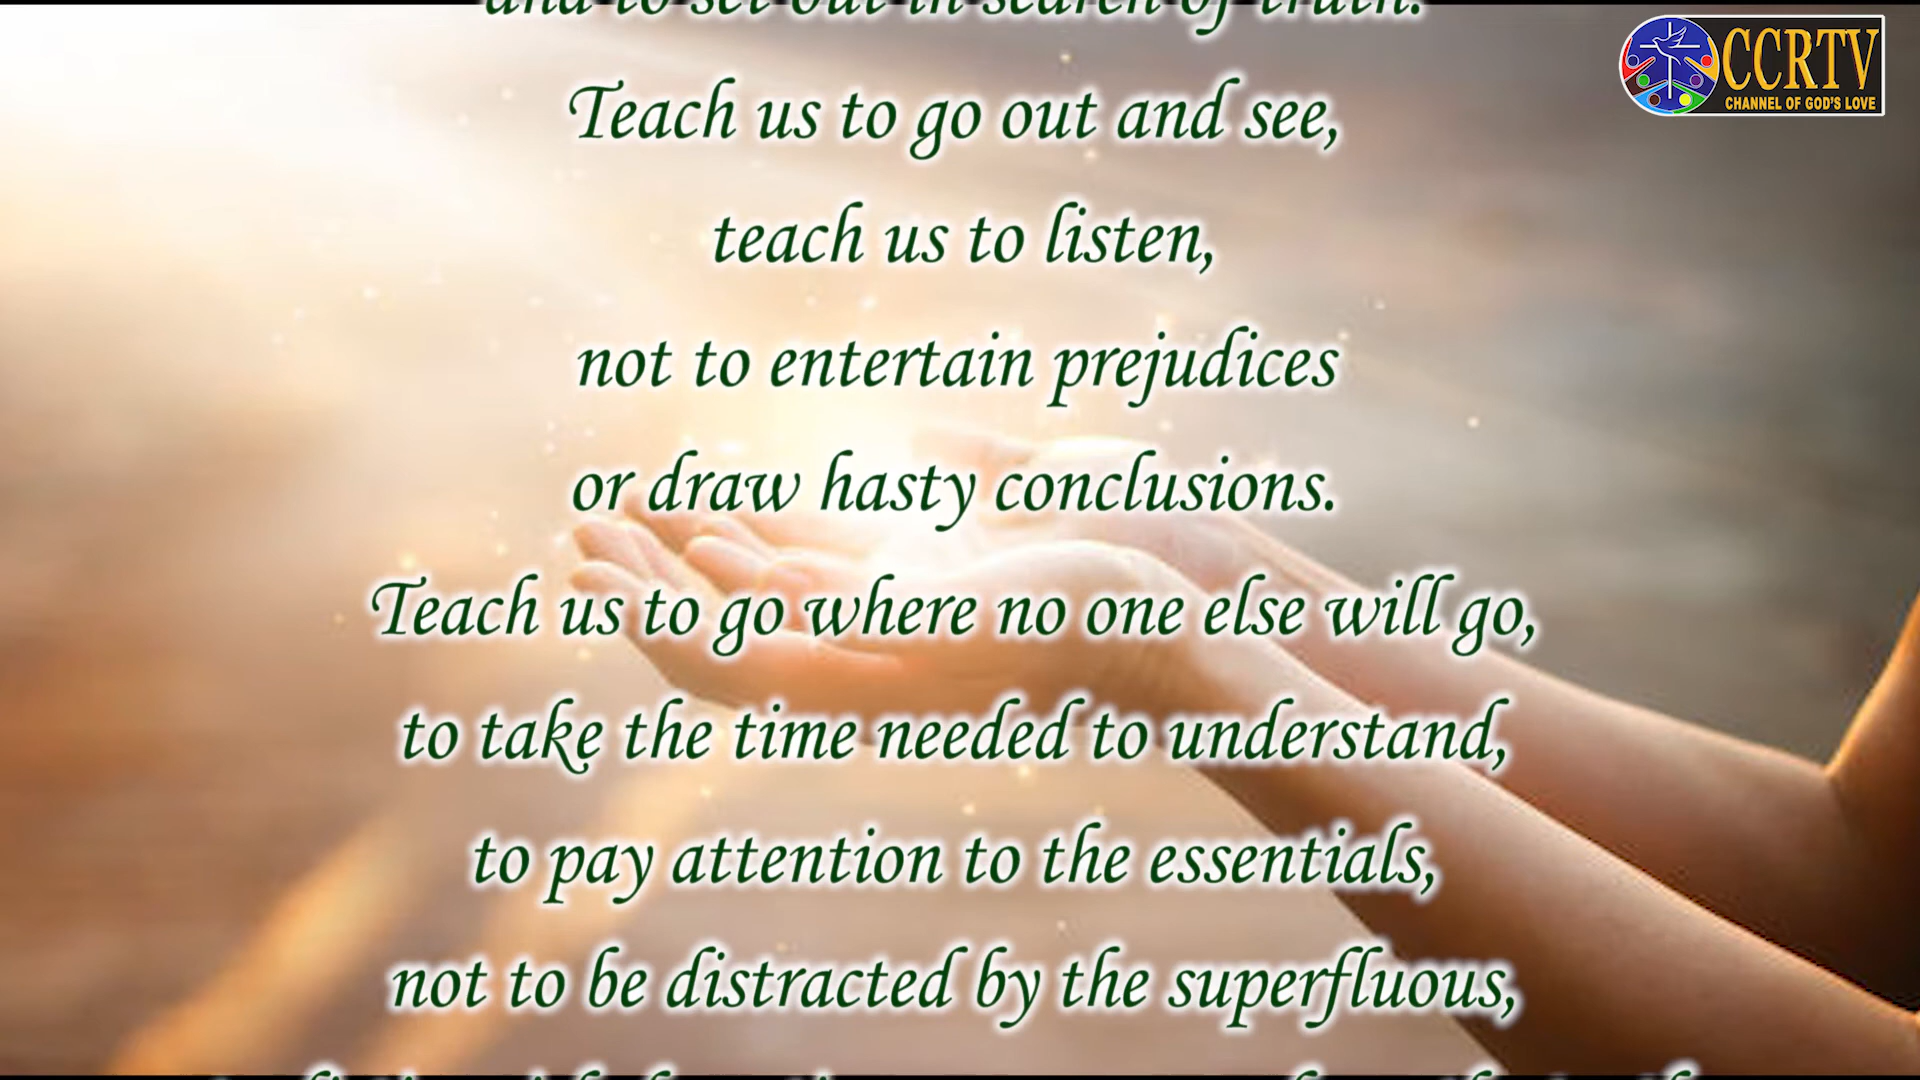 and to set out in search of truth.
CCRTV
CHANNEL OF GOD'S LOVE
Teach us to go out and see,
teach us to listen,
not to entertain prejudices
or draw hasty conclusions.
Teach us to go where no one else will go,
to take the time needed to understand,
to pay attention to the essentials,
not to be distracted by the superfluous,